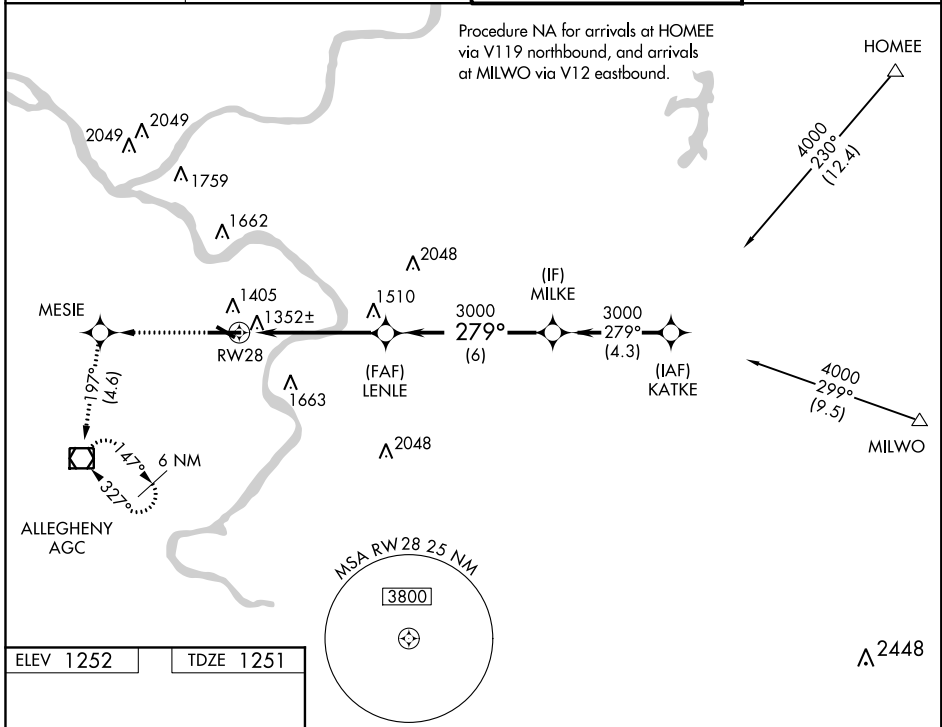 Procedure NA for arrivals at HOMEE
via V119 northbound, and arrivals
at MILWO via V12 eastbound.
HOMEE
4000
230°
(12.4)
2049
2049
1759
1662
2048
(IF)
MILKE
MESIE
1405
1352±
RW28
1510
3000
279°
(6)
3000
279°
(4.3)
(FAF)
LENLE
(IAF)
KATKE
197°
(4.6)
1663
4000
299°
(9.5)
MILWO
2048
147°
6 NM
327°
ALLEGHENY
AGC
MSA RW28 25 NM
3800
2448
ELEV 1252
TDZE 1251